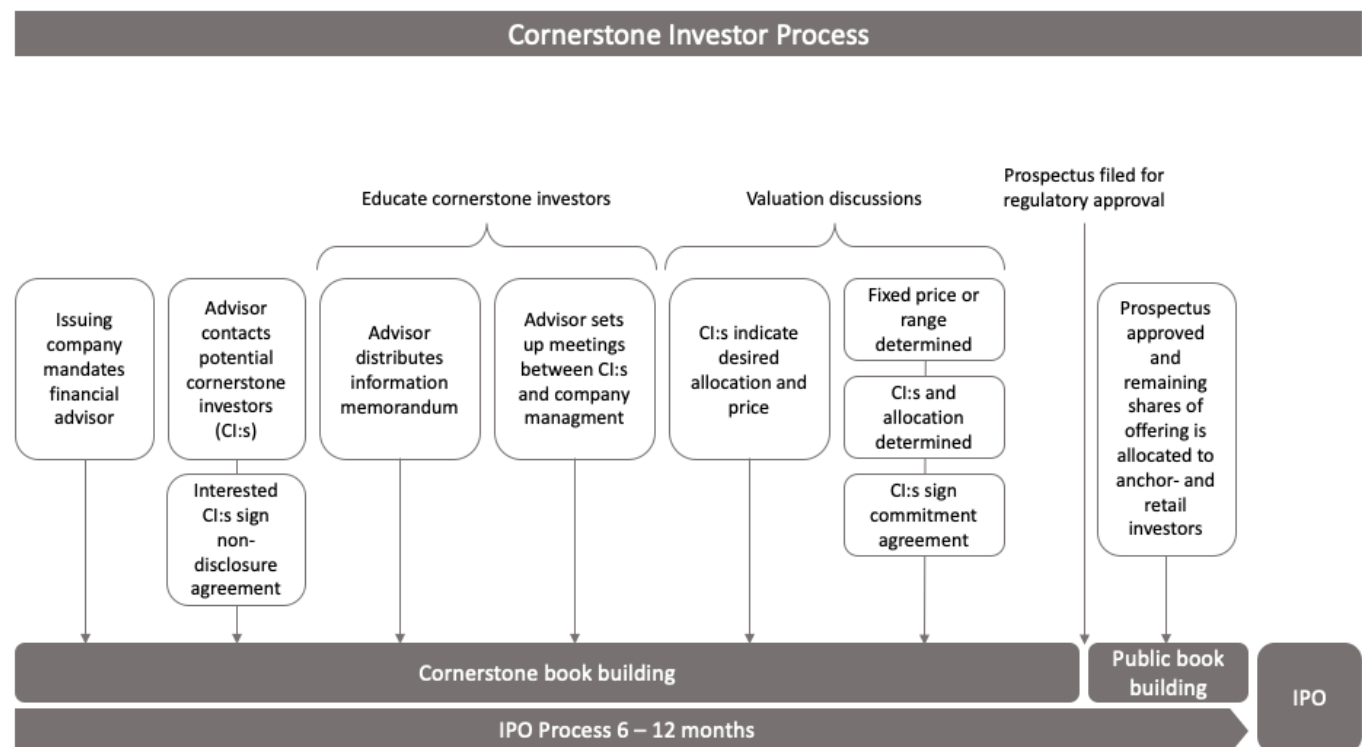 Cornerstone Investor Process
Prospectus filed for
regulatory approval
Educate cornerstone investors
Valuation discussions
Issuing
company
mandates
financial
advisor
Advisor
contacts
potential
cornerstone
investors
(CI:s)
Interested
CI:s sign
non-
disclosure
agreement
Advisor
distributes
information
memorandum
Advisor sets
up meetings
between CI:s
and company
managment
CI:s indicate
desired
allocation and
price
Fixed price or
range
determined
CI:s and
allocation
determined
CI:s sign
commitment
agreement
Prospectus
approved
and
remaining
shares of
offering is
allocated to
anchor- and
retail
investors
Cornerstone book building
Public book
building
IPO
IPO Process 6 – 12 months